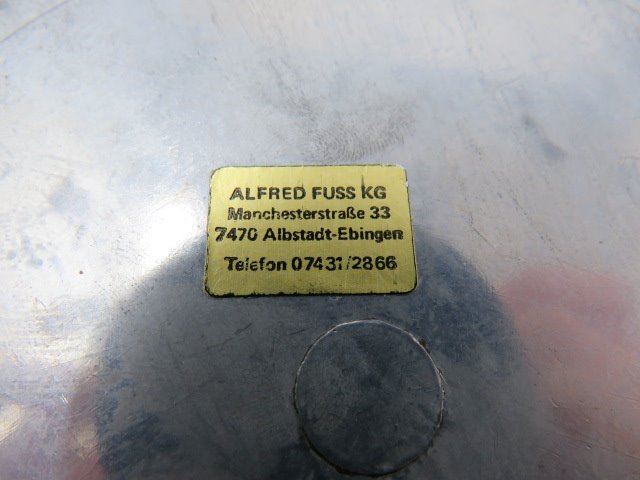 ALFRED FUSS KG
Manchesterstraße 33
7470 Albstadt-Ebingen
Telefon 07431/2866